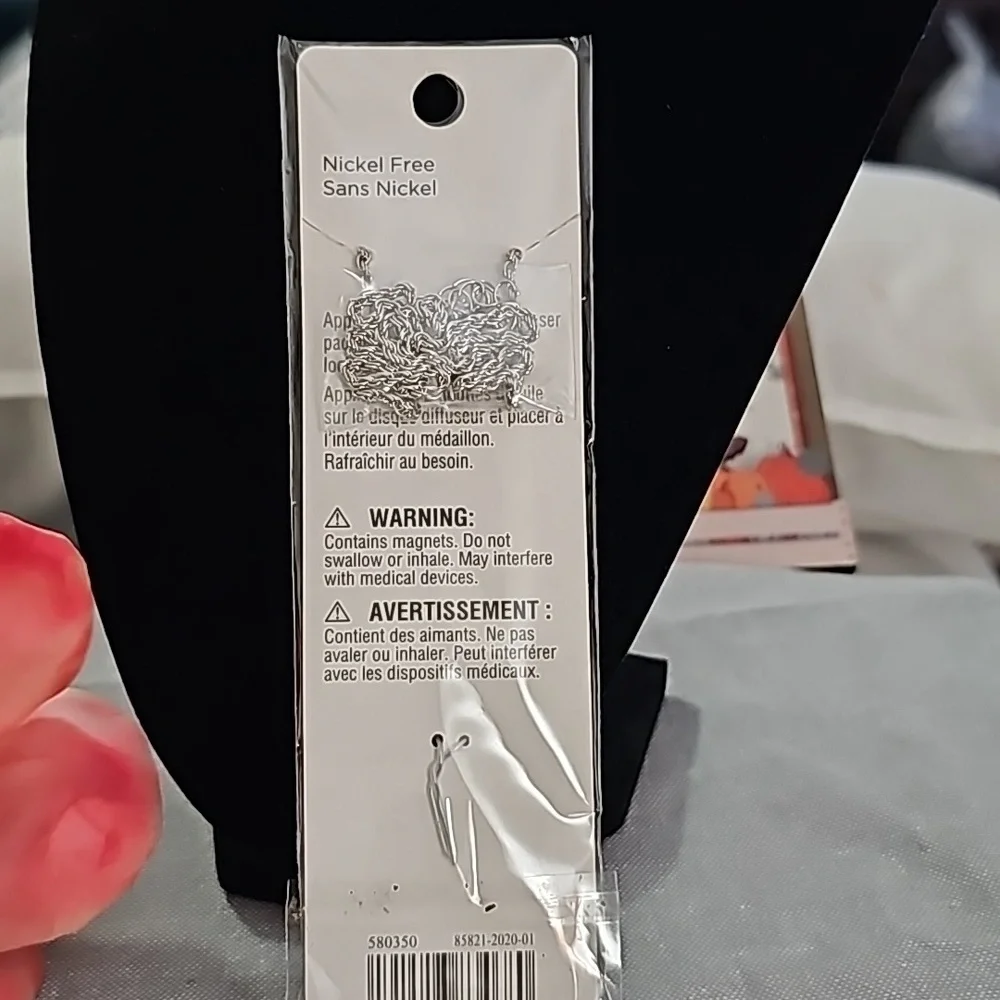 Nickel Free
Sans Nickel
ser
sur le disque diffuseur et placer à
l'intérieur du médaillon.
Rafraîchir au besoin.
⚠ WARNING:
Contains magnets. Do not
swallow or inhale. May interfere
with medical devices.
⚠ AVERTISSEMENT :
Contient des aimants. Ne pas
avaler ou inhaler. Peut interférer
avec les dispositifs médicaux.
580350 85821-2020-01